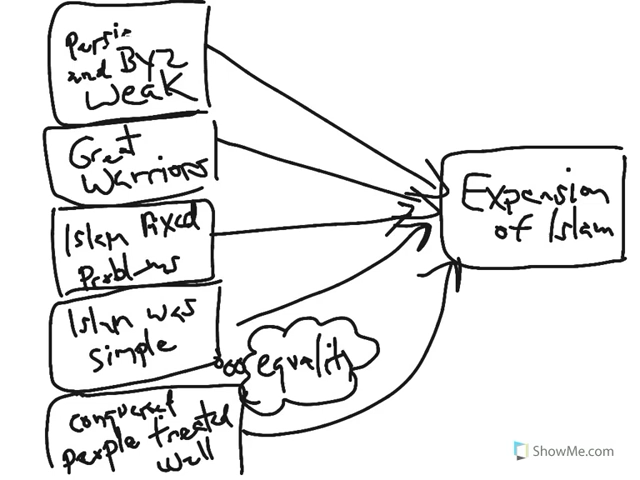 Persia
and Byz
weak
Great
Warriors
Islam fixed
Problems
Islam was
simple
equality
conquered
people treated
well
Expansion
of Islam
ShowMe.com